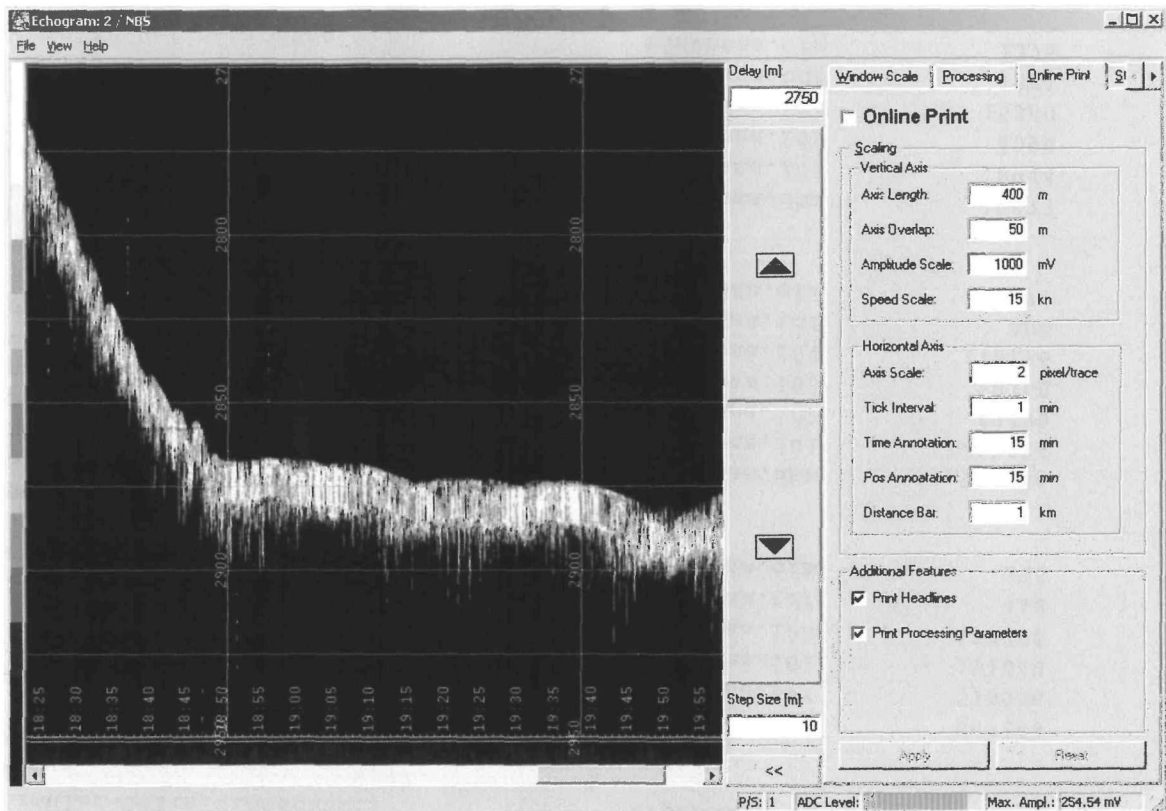 Echogram: 2 / NBS
File View Help
27
27
2800
2800
2850
2850
2900
2900
2950
2950
18:25
18:30
18:35
18:40
18:45
18:50
18:55
19:00
19:05
19:10
19:15
19:20
19:25
19:30
19:35
19:40
19:45
19:50
19:55
Delay [m]:
2750
Step Size [m]:
10
<<
Window Scale Processing Online Print
Online Print
Scaling
Vertical Axis
Axis Length: 400 m
Axis Overlap: 50 m
Amplitude Scale: 1000 mV
Speed Scale: 15 kn
Horizontal Axis
Axis Scale: 2 pixel/trace
Tick Interval: 1 min
Time Annotation: 15 min
Pos Annoatation: 15 min
Distance Bar: 1 km
Additional Features
Print Headlines
Print Processing Parameters
Apply Reset
P/S: 1 ADC Level: Max. Ampl.: 254.54 mV